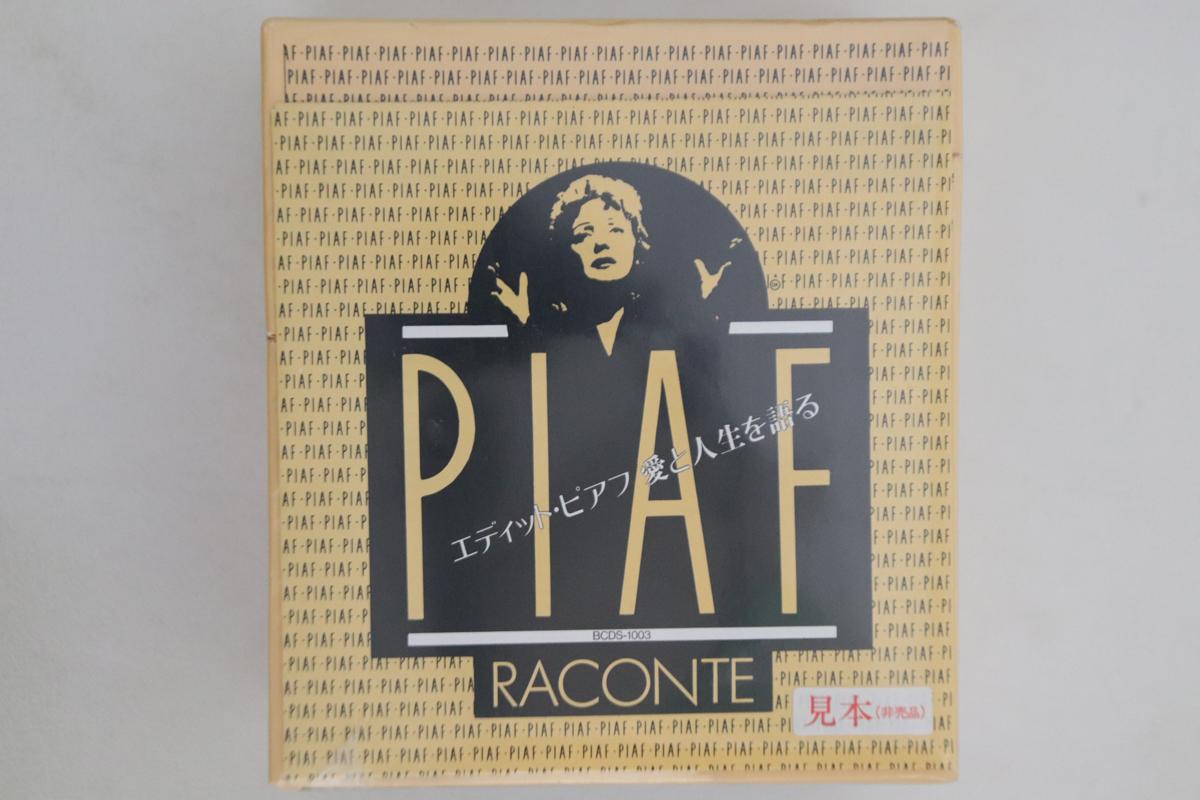 PIAF
エディット・ピアフ 愛と人生を語る
BCDS-1003
RACONTE
見本(非売品)